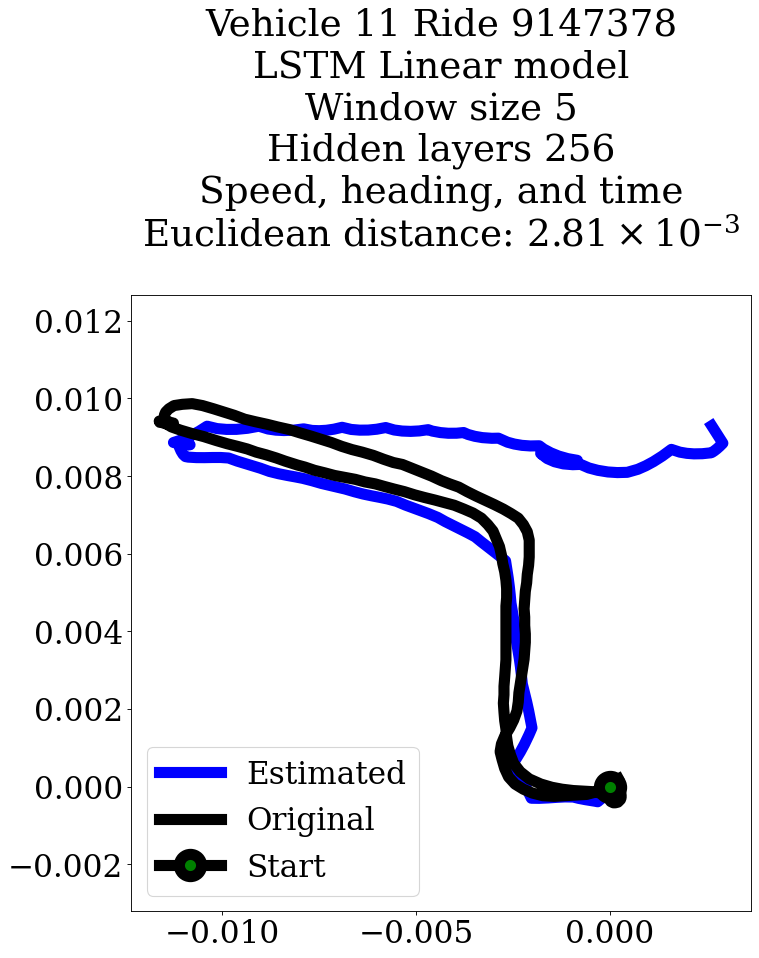 Vehicle 11 Ride 9147378
LSTM Linear model
Window size 5
Hidden layers 256
Speed, heading, and time
Euclidean distance: 2.81 × 10⁻³
0.012
0.010
0.008
0.006
0.004
0.002
0.000
−0.002
Estimated
Original
Start
−0.010
−0.005
0.000